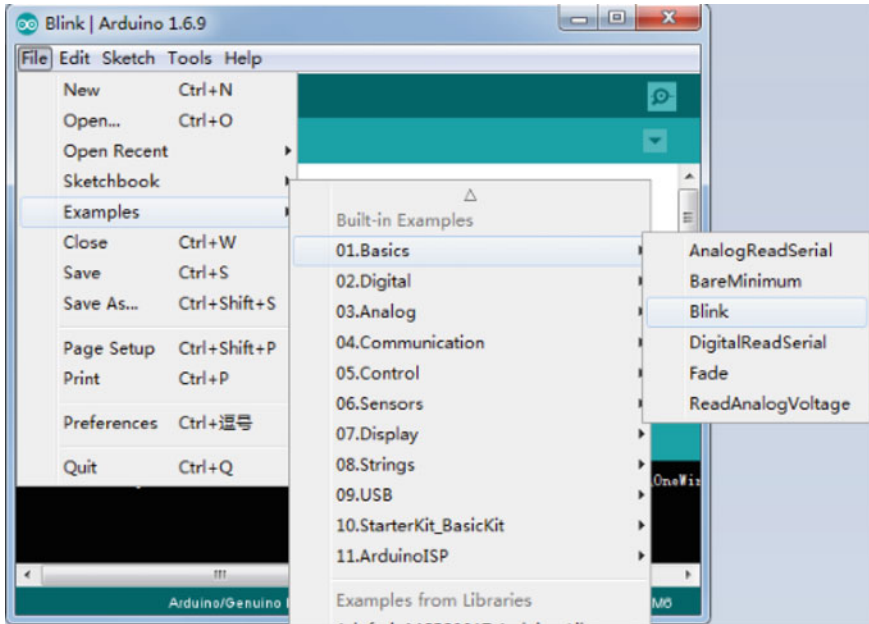 Blink | Arduino 1.6.9
File Edit Sketch Tools Help
New Ctrl+N
Open... Ctrl+O
Open Recent
Sketchbook
Examples
Close Ctrl+W
Save Ctrl+S
Save As... Ctrl+Shift+S
Page Setup Ctrl+Shift+P
Print Ctrl+P
Preferences Ctrl+逗号
Quit Ctrl+Q
Built-in Examples
01.Basics
02.Digital
03.Analog
04.Communication
05.Control
06.Sensors
07.Display
08.Strings
09.USB
10.StarterKit_BasicKit
11.ArduinoISP
Examples from Libraries
AnalogReadSerial
BareMinimum
Blink
DigitalReadSerial
Fade
ReadAnalogVoltage
Arduino/Genuino